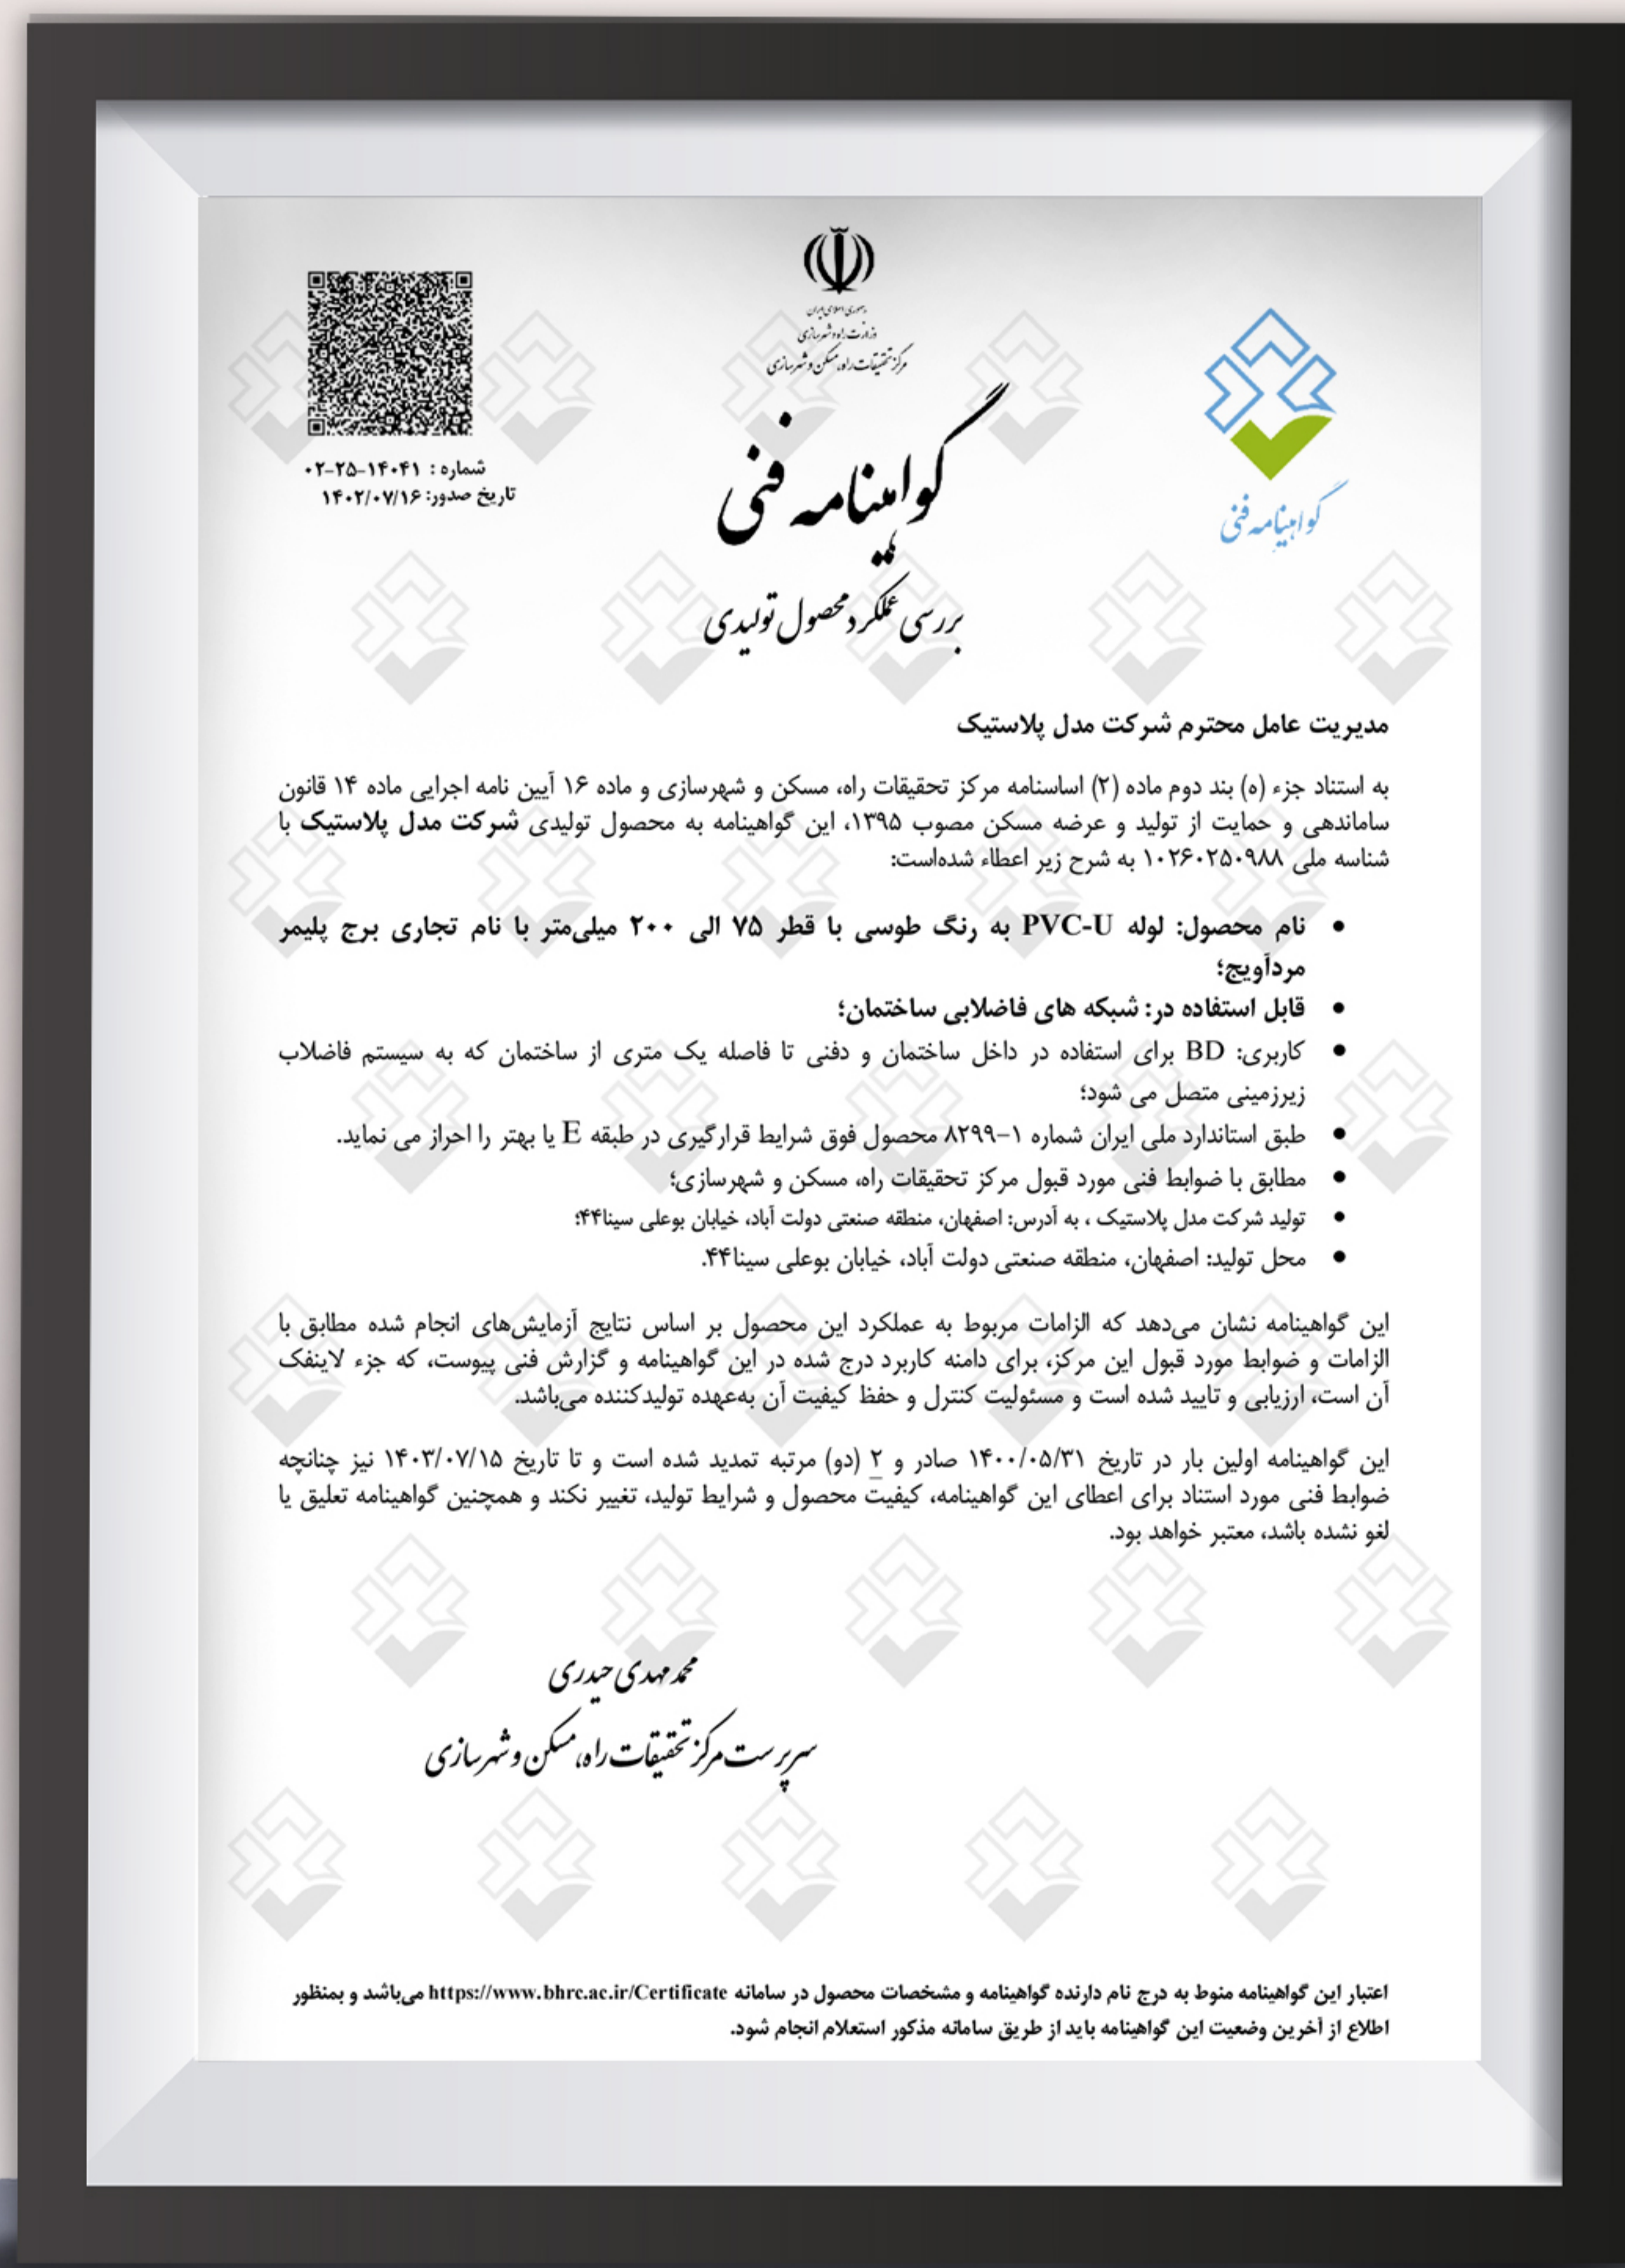 جمهوری اسلامی ایران
وزارت راه و شهرسازی
مرکز تحقیقات راه، مسکن و شهرسازی
گواهینامه فنی
بررسی عملکرد محصول تولیدی
شماره : ۱۴۰۴۱-۲۵-۰۲
تاریخ صدور: ۱۴۰۲/۰۷/۱۶
گواهینامه فنی
مدیریت عامل محترم شرکت مدل پلاستیک
به استناد جزء (ه) بند دوم ماده (۲) اساسنامه مرکز تحقیقات راه، مسکن و شهرسازی و ماده ۱۶ آیین نامه اجرایی ماده ۱۴ قانون
ساماندهی و حمایت از تولید و عرضه مسکن مصوب ۱۳۹۵، این گواهینامه به محصول تولیدی شرکت مدل پلاستیک با
شناسه ملی ۱۰۲۶۰۲۵۰۹۸۸ به شرح زیر اعطاء شده‌است:
• نام محصول: لوله PVC-U به رنگ طوسی با قطر ۷۵ الی ۲۰۰ میلی‌متر با نام تجاری برج پلیمر
مردآویج؛
• قابل استفاده در: شبکه های فاضلابی ساختمان؛
• کاربری: BD برای استفاده در داخل ساختمان و دفنی تا فاصله یک متری از ساختمان که به سیستم فاضلاب
زیرزمینی متصل می شود؛
• طبق استاندارد ملی ایران شماره ۱-۸۲۹۹ محصول فوق شرایط قرارگیری در طبقه E یا بهتر را احراز می نماید.
• مطابق با ضوابط فنی مورد قبول مرکز تحقیقات راه، مسکن و شهرسازی؛
• تولید شرکت مدل پلاستیک ، به آدرس: اصفهان، منطقه صنعتی دولت آباد، خیابان بوعلی سینا۴۴؛
• محل تولید: اصفهان، منطقه صنعتی دولت آباد، خیابان بوعلی سینا۴۴.
این گواهینامه نشان می‌دهد که الزامات مربوط به عملکرد این محصول بر اساس نتایج آزمایش‌های انجام شده مطابق با
الزامات و ضوابط مورد قبول این مرکز، برای دامنه کاربرد درج شده در این گواهینامه و گزارش فنی پیوست، که جزء لاینفک
آن است، ارزیابی و تایید شده است و مسئولیت کنترل و حفظ کیفیت آن به‌عهده تولیدکننده می‌باشد.
این گواهینامه اولین بار در تاریخ ۱۴۰۰/۰۵/۳۱ صادر و ۲ (دو) مرتبه تمدید شده است و تا تاریخ ۱۴۰۳/۰۷/۱۵ نیز چنانچه
ضوابط فنی مورد استناد برای اعطای این گواهینامه، کیفیت محصول و شرایط تولید، تغییر نکند و همچنین گواهینامه تعلیق یا
لغو نشده باشد، معتبر خواهد بود.
محمد مهدی حیدری
سرپرست مرکز تحقیقات راه، مسکن و شهرسازی
اعتبار این گواهینامه منوط به درج نام دارنده گواهینامه و مشخصات محصول در سامانه https://www.bhrc.ac.ir/Certificate می‌باشد و بمنظور
اطلاع از آخرین وضعیت این گواهینامه باید از طریق سامانه مذکور استعلام انجام شود.